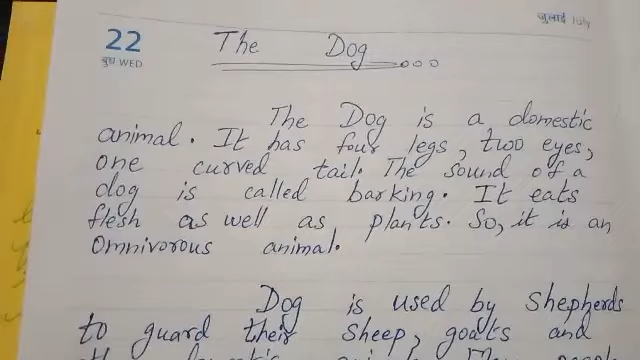 जुलाई July
22
बुध WED
The Dog
The Dog is a domestic
animal. It has four legs, two eyes,
one curved tail. The sound of a
dog is called barking. It eats
flesh as well as plants. So, it is an
Omnivorous animal.
Dog is used by Shepherds
to guard their sheep, goats and